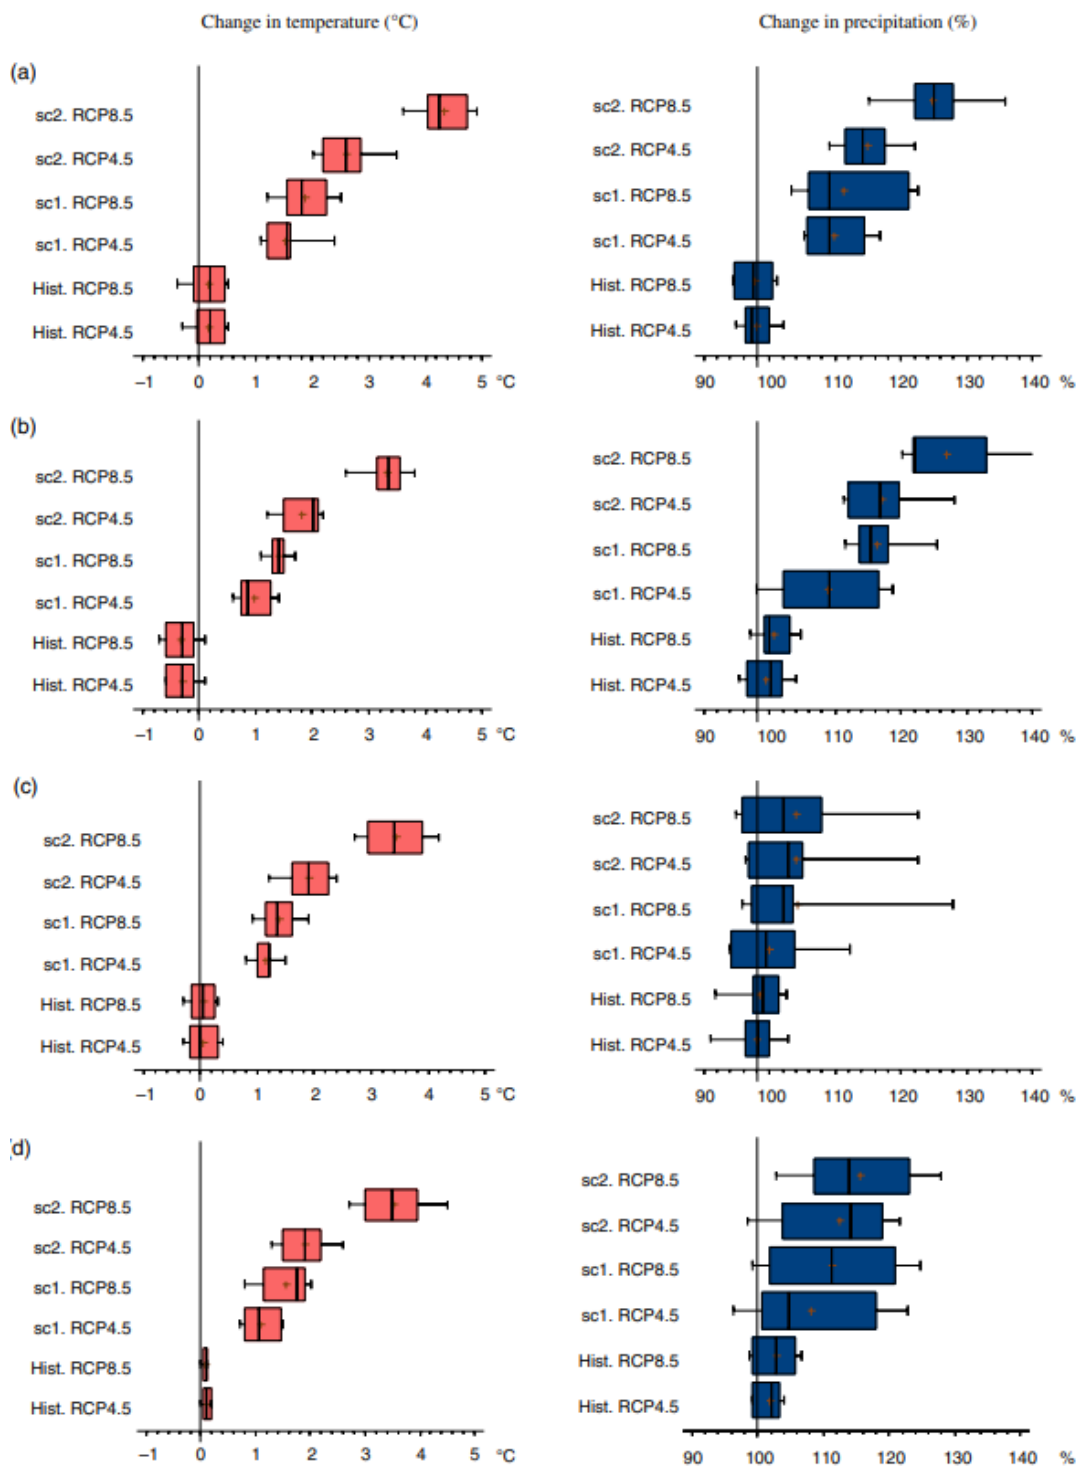 Change in temperature (°C) Change in precipitation (%)
(a)
sc2. RCP8.5 sc2. RCP8.5
sc2. RCP4.5 sc2. RCP4.5
sc1. RCP8.5 sc1. RCP8.5
sc1. RCP4.5 sc1. RCP4.5
Hist. RCP8.5 Hist. RCP8.5
Hist. RCP4.5 Hist. RCP4.5
−1 0 1 2 3 4 5 °C 90 100 110 120 130 140 %
(b)
sc2. RCP8.5 sc2. RCP8.5
sc2. RCP4.5 sc2. RCP4.5
sc1. RCP8.5 sc1. RCP8.5
sc1. RCP4.5 sc1. RCP4.5
Hist. RCP8.5 Hist. RCP8.5
Hist. RCP4.5 Hist. RCP4.5
−1 0 1 2 3 4 5 °C 90 100 110 120 130 140 %
(c)
sc2. RCP8.5 sc2. RCP8.5
sc2. RCP4.5 sc2. RCP4.5
sc1. RCP8.5 sc1. RCP8.5
sc1. RCP4.5 sc1. RCP4.5
Hist. RCP8.5 Hist. RCP8.5
Hist. RCP4.5 Hist. RCP4.5
−1 0 1 2 3 4 5 °C 90 100 110 120 130 140 %
(d)
sc2. RCP8.5 sc2. RCP8.5
sc2. RCP4.5 sc2. RCP4.5
sc1. RCP8.5 sc1. RCP8.5
sc1. RCP4.5 sc1. RCP4.5
Hist. RCP8.5 Hist. RCP8.5
Hist. RCP4.5 Hist. RCP4.5
−1 0 1 2 3 4 5 °C 90 100 110 120 130 140 %